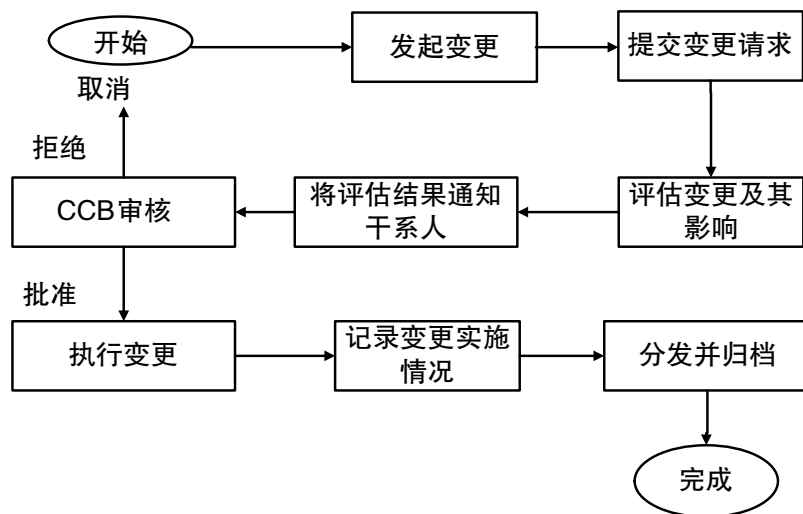 开始
发起变更
提交变更请求
评估变更及其
影响
将评估结果通知
干系人
CCB审核
拒绝
取消
批准
执行变更
记录变更实施
情况
分发并归档
完成